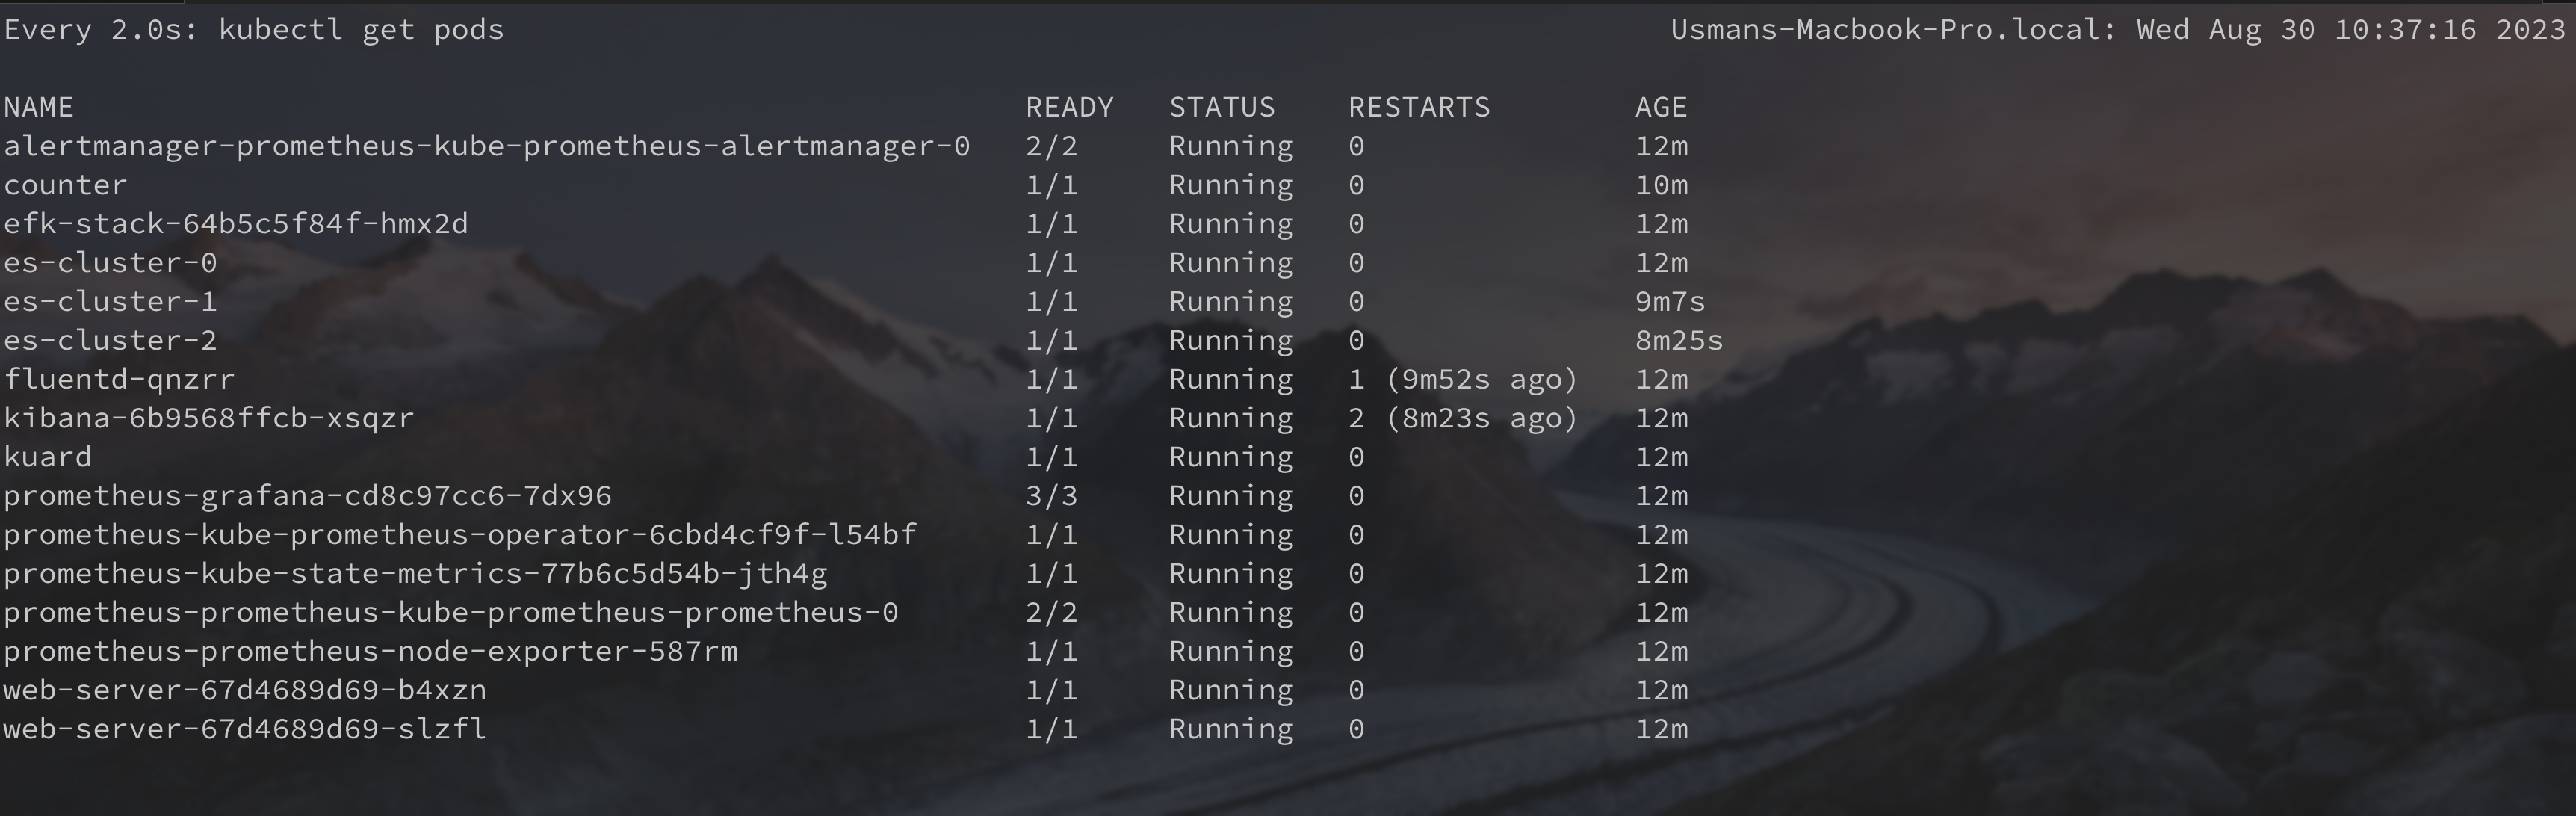 Every 2.0s: kubectl get pods Usmans-Macbook-Pro.local: Wed Aug 30 10:37:16 2023
NAME READY STATUS RESTARTS AGE
alertmanager-prometheus-kube-prometheus-alertmanager-0 2/2 Running 0 12m
counter 1/1 Running 0 10m
efk-stack-64b5c5f84f-hmx2d 1/1 Running 0 12m
es-cluster-0 1/1 Running 0 12m
es-cluster-1 1/1 Running 0 9m7s
es-cluster-2 1/1 Running 0 8m25s
fluentd-qnzrr 1/1 Running 1 (9m52s ago) 12m
kibana-6b9568ffcb-xsqzr 1/1 Running 2 (8m23s ago) 12m
kuard 1/1 Running 0 12m
prometheus-grafana-cd8c97cc6-7dx96 3/3 Running 0 12m
prometheus-kube-prometheus-operator-6cbd4cf9f-l54bf 1/1 Running 0 12m
prometheus-kube-state-metrics-77b6c5d54b-jth4g 1/1 Running 0 12m
prometheus-prometheus-kube-prometheus-prometheus-0 2/2 Running 0 12m
prometheus-prometheus-node-exporter-587rm 1/1 Running 0 12m
web-server-67d4689d69-b4xzn 1/1 Running 0 12m
web-server-67d4689d69-slzfl 1/1 Running 0 12m